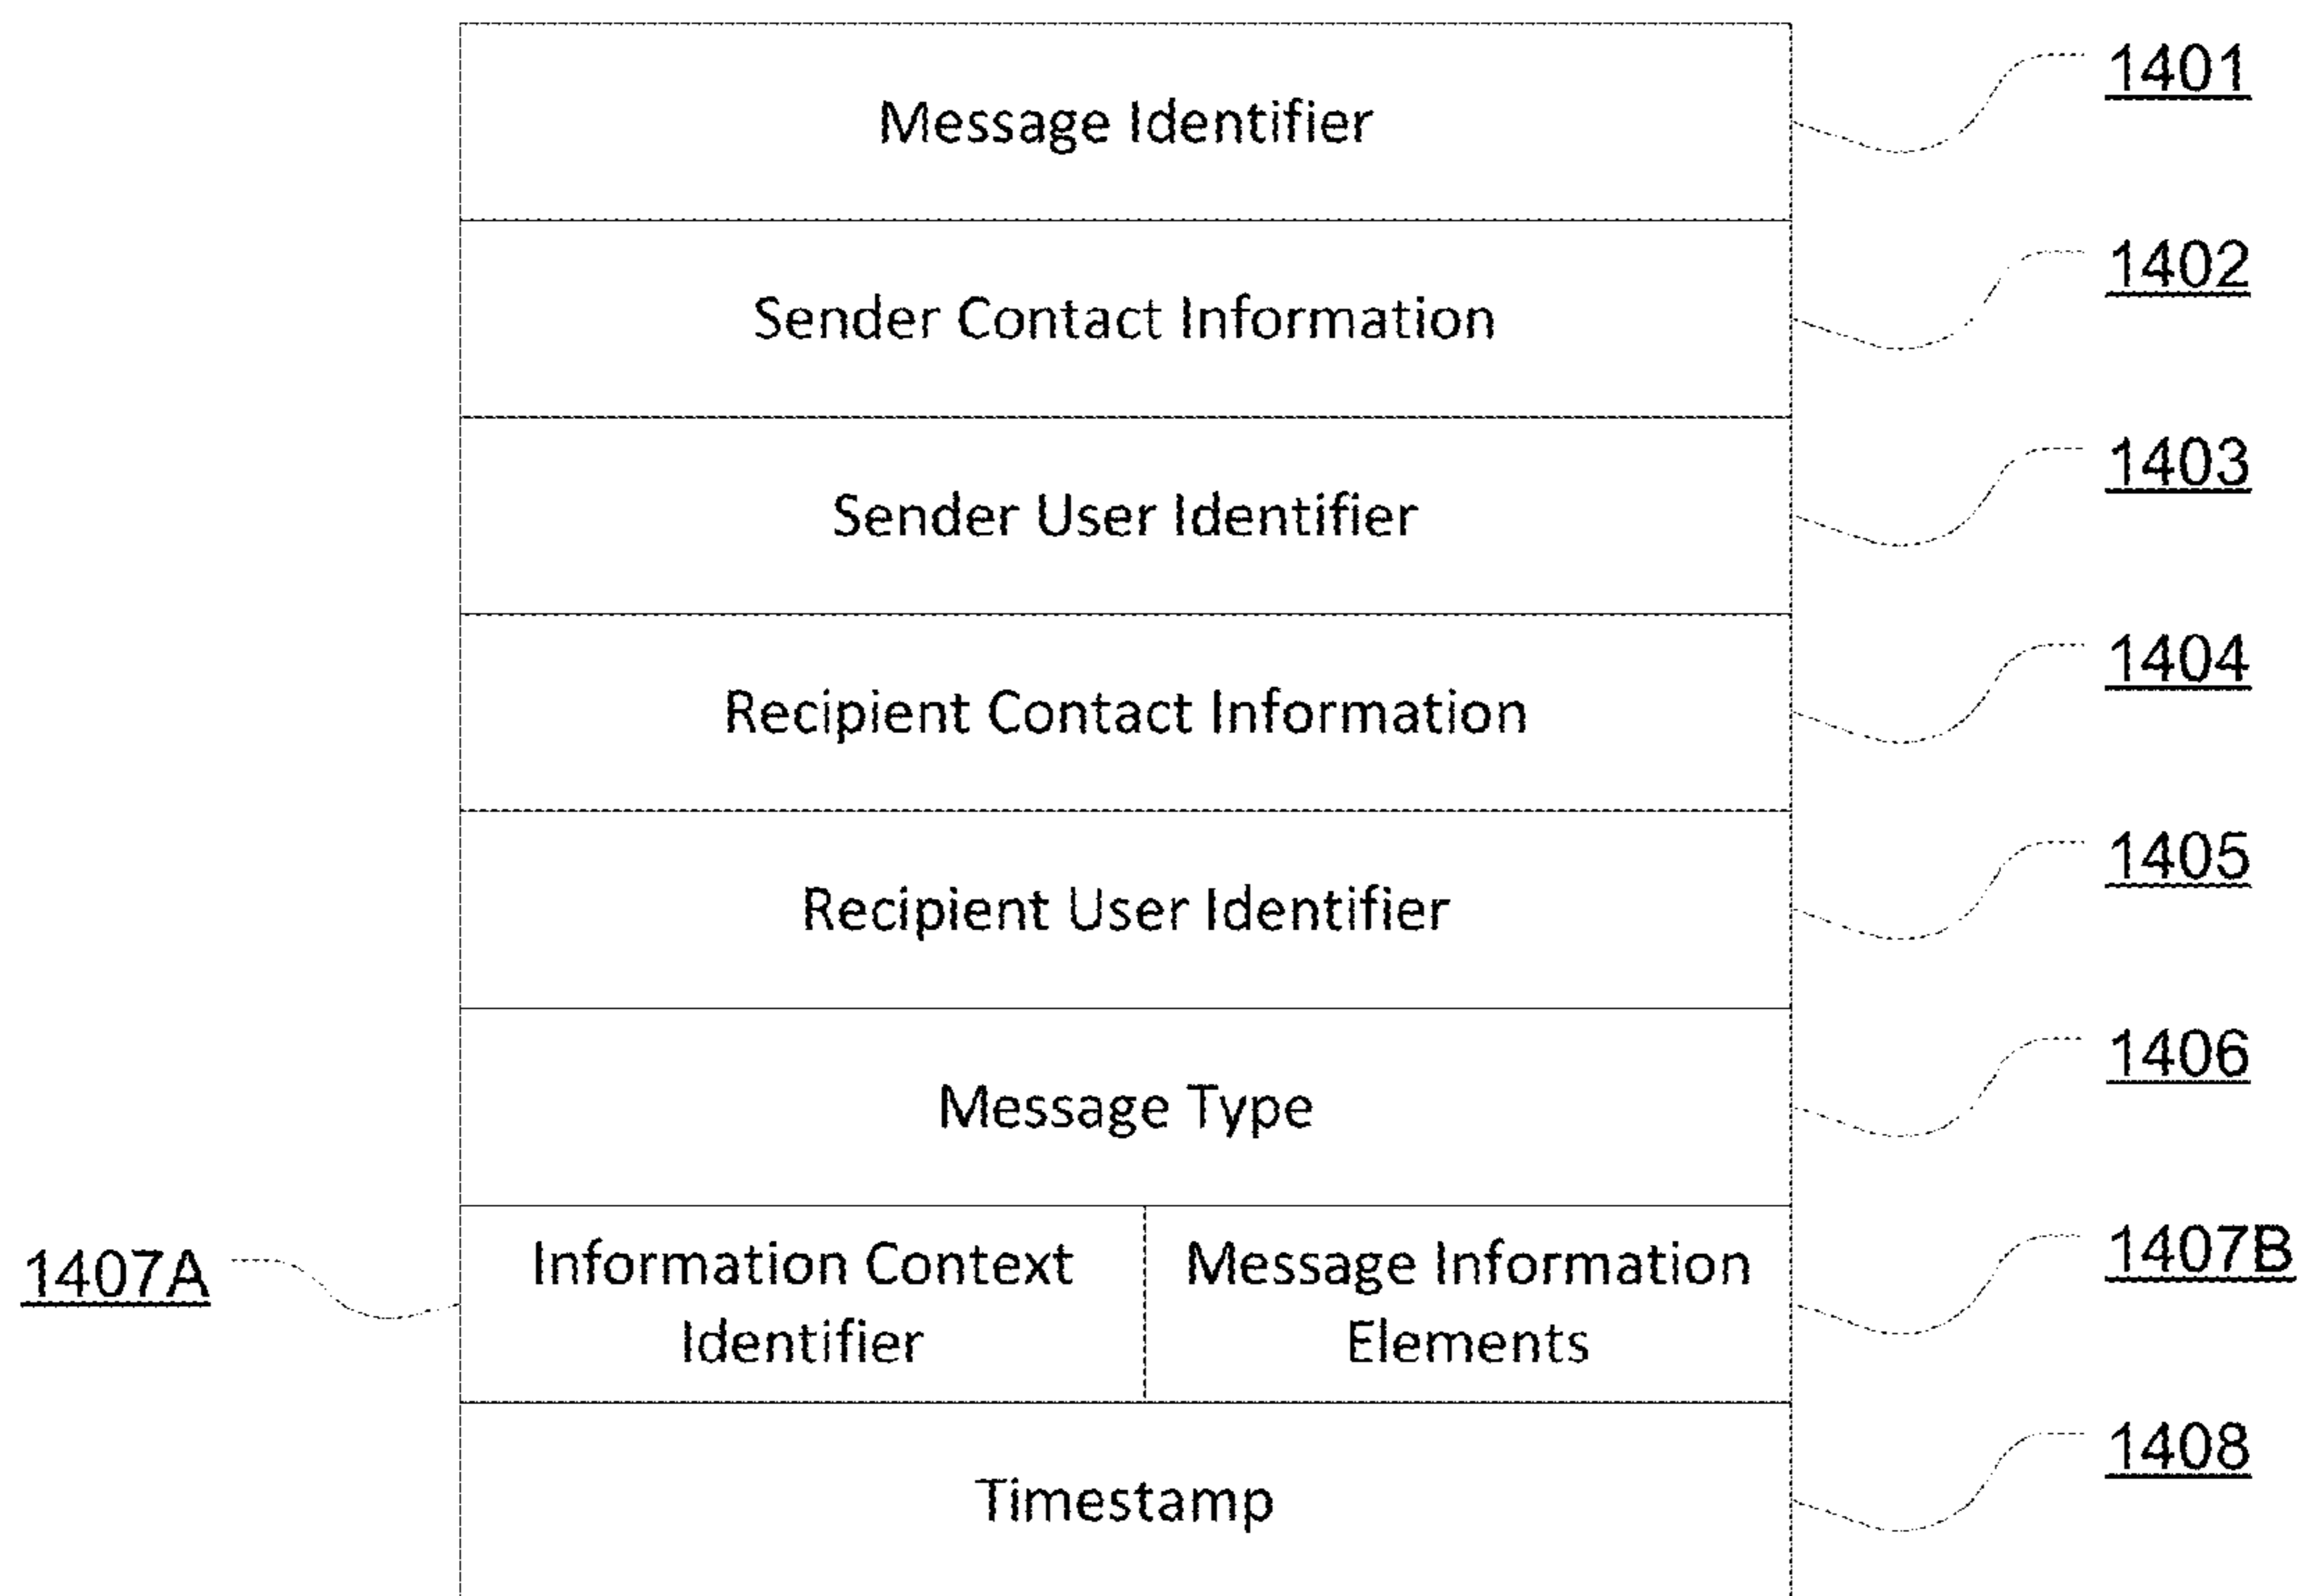 Message Identifier
1401
Sender Contact Information
1402
Sender User Identifier
1403
Recipient Contact Information
1404
Recipient User Identifier
1405
Message Type
1406
1407A
Information Context
Identifier
Message Information
Elements
1407B
Timestamp
1408